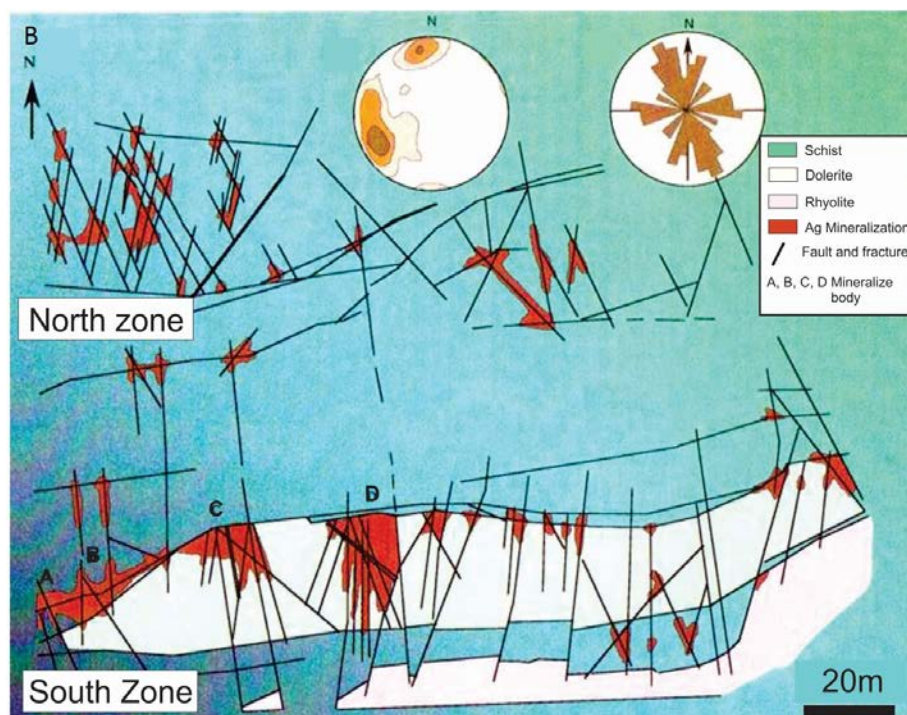 B
N
N
N
Schist
Dolerite
Rhyolite
Ag Mineralization
Fault and fracture
A, B, C, D Mineralize
body
North zone
D
C
B
A
South Zone
20m